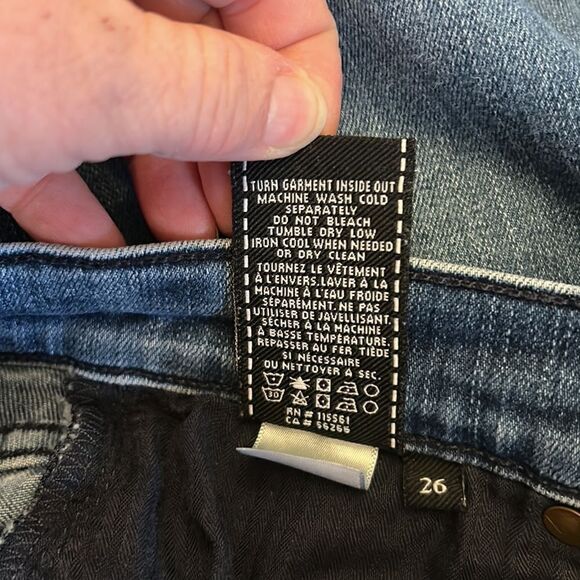 TURN GARMENT INSIDE OUT
MACHINE WASH COLD
SEPARATELY
DO NOT BLEACH
TUMBLE DRY LOW
IRON COOL WHEN NEEDED
OR DRY CLEAN
TOURNEZ LE VÊTEMENT
À L'ENVERS.LAVER À LA
MACHINE À L'EAU FROIDE
SÉPARÉMENT. NE PAS
UTILISER DE JAVELLISANT.
SÉCHER À LA MACHINE
À BASSE TEMPÉRATURE.
REPASSER AU FER TIÈDE
SI NÉCESSAIRE
OU NETTOYER À SEC.
30
RN # 115561
CA # 56266
26